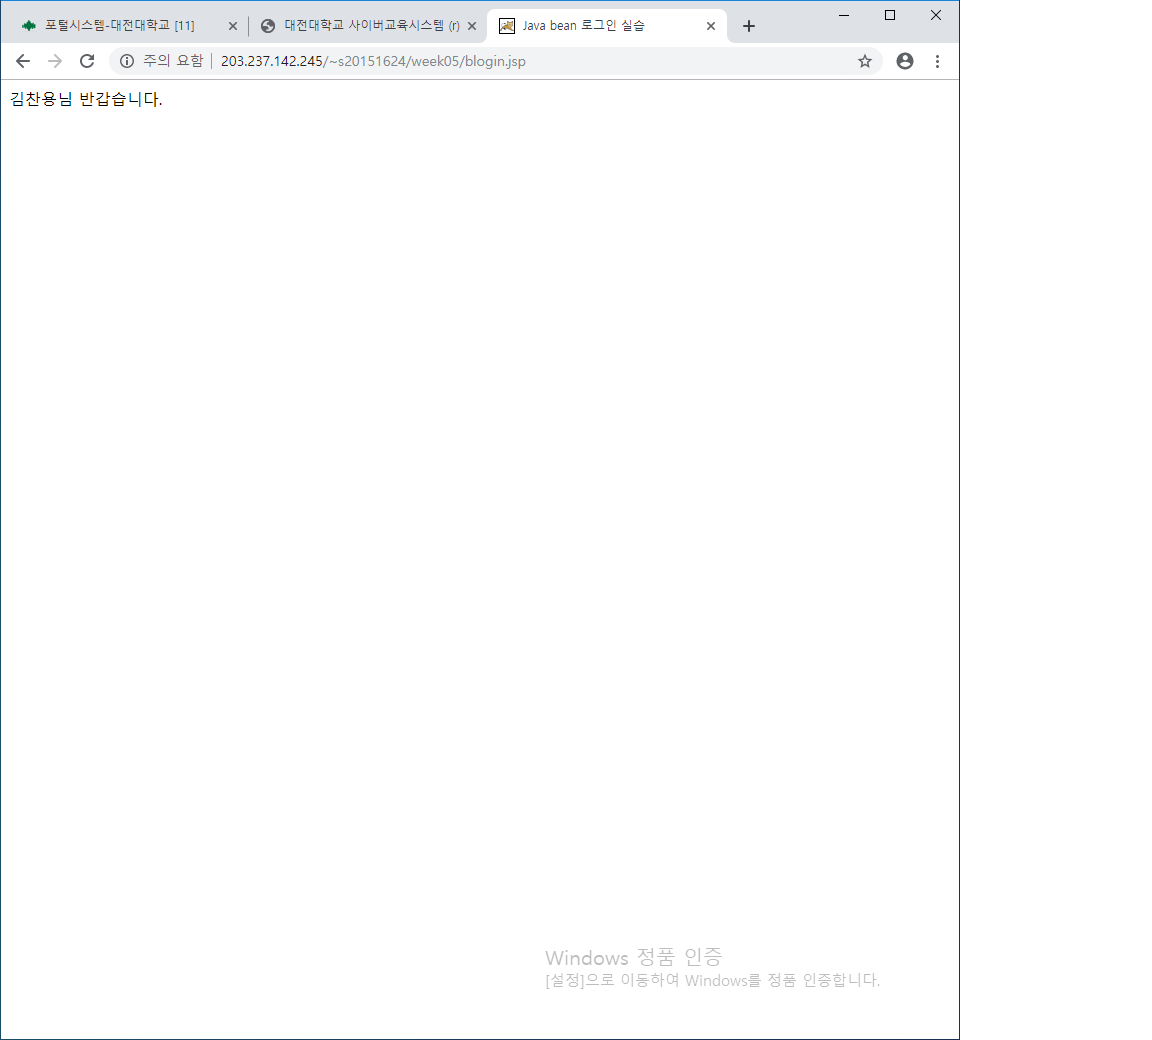 포털시스템-대전대학교 [11]
대전대학교 사이버교육시스템 (r)
Java bean 로그인 실습
주의 요함
203.237.142.245/~s20151624/week05/blogin.jsp
김찬용님 반갑습니다.
Windows 정품 인증
[설정]으로 이동하여 Windows를 정품 인증합니다.